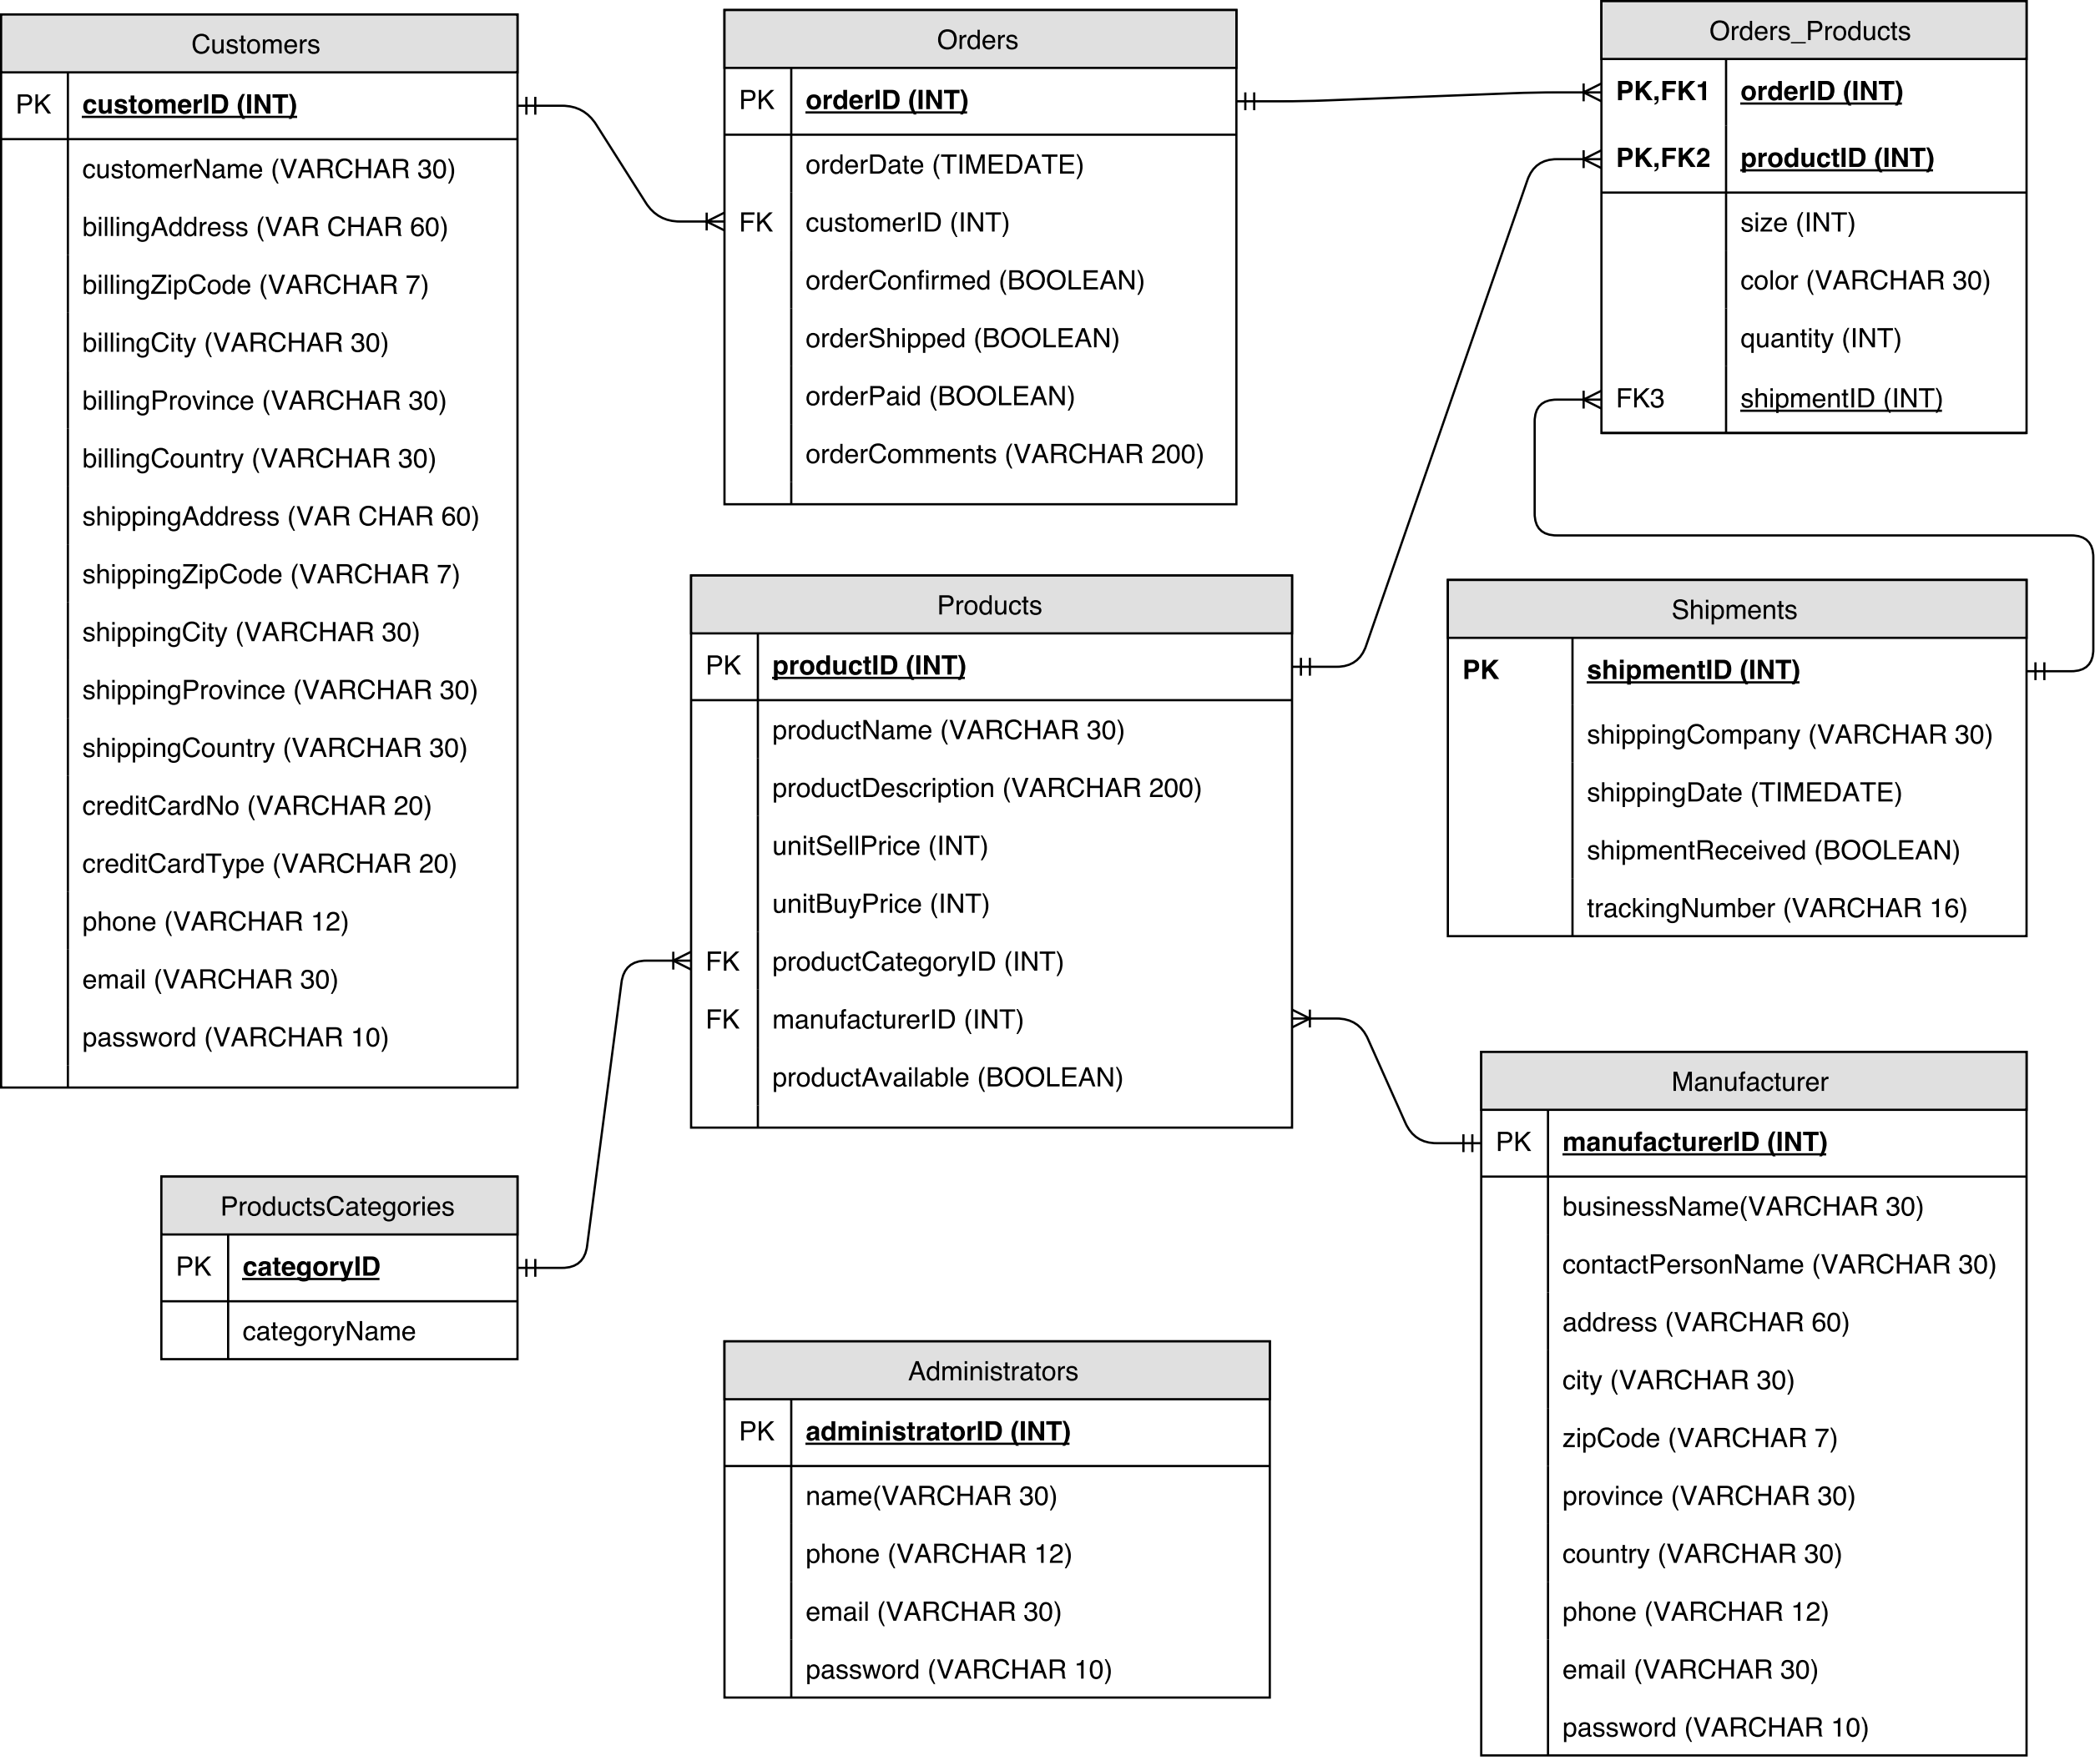 Customers
PK customerID (INT)
customerName (VARCHAR 30)
billingAddress (VAR CHAR 60)
billingZipCode (VARCHAR 7)
billingCity (VARCHAR 30)
billingProvince (VARCHAR 30)
billingCountry (VARCHAR 30)
shippingAddress (VAR CHAR 60)
shippingZipCode (VARCHAR 7)
shippingCity (VARCHAR 30)
shippingProvince (VARCHAR 30)
shippingCountry (VARCHAR 30)
creditCardNo (VARCHAR 20)
creditCardType (VARCHAR 20)
phone (VARCHAR 12)
email (VARCHAR 30)
password (VARCHAR 10)
Orders
PK orderID (INT)
orderDate (TIMEDATE)
FK customerID (INT)
orderConfirmed (BOOLEAN)
orderShipped (BOOLEAN)
orderPaid (BOOLEAN)
orderComments (VARCHAR 200)
Orders_Products
PK,FK1 orderID (INT)
PK,FK2 productID (INT)
size (INT)
color (VARCHAR 30)
quantity (INT)
FK3 shipmentID (INT)
Products
PK productID (INT)
productName (VARCHAR 30)
productDescription (VARCHAR 200)
unitSellPrice (INT)
unitBuyPrice (INT)
FK productCategoryID (INT)
FK manufacturerID (INT)
productAvailable (BOOLEAN)
Shipments
PK shipmentID (INT)
shippingCompany (VARCHAR 30)
shippingDate (TIMEDATE)
shipmentReceived (BOOLEAN)
trackingNumber (VARCHAR 16)
Manufacturer
PK manufacturerID (INT)
businessName(VARCHAR 30)
contactPersonName (VARCHAR 30)
address (VARCHAR 60)
city (VARCHAR 30)
zipCode (VARCHAR 7)
province (VARCHAR 30)
country (VARCHAR 30)
phone (VARCHAR 12)
email (VARCHAR 30)
password (VARCHAR 10)
ProductsCategories
PK categoryID
categoryName
Administrators
PK administratorID (INT)
name(VARCHAR 30)
phone (VARCHAR 12)
email (VARCHAR 30)
password (VARCHAR 10)